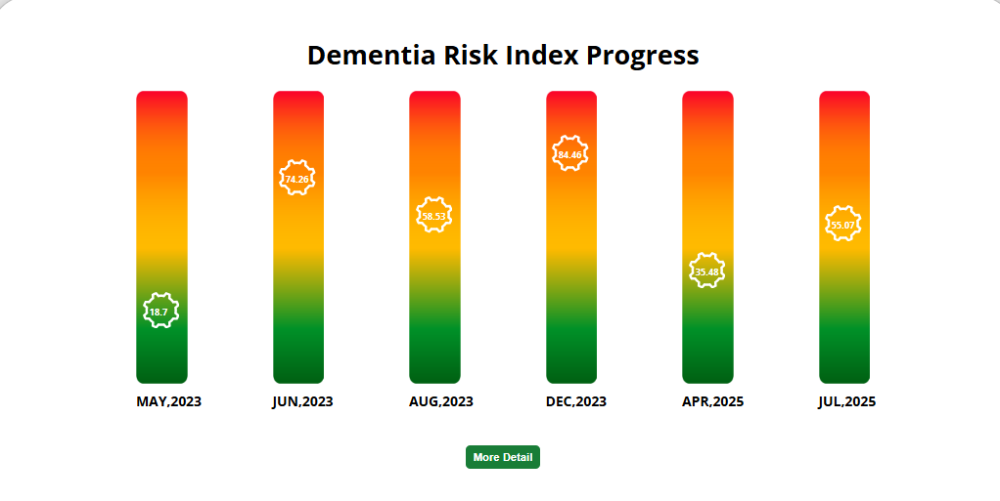 Dementia Risk Index Progress
18.7
74.26
58.53
84.46
35.48
55.07
MAY,2023
JUN,2023
AUG,2023
DEC,2023
APR,2025
JUL,2025
More Detail